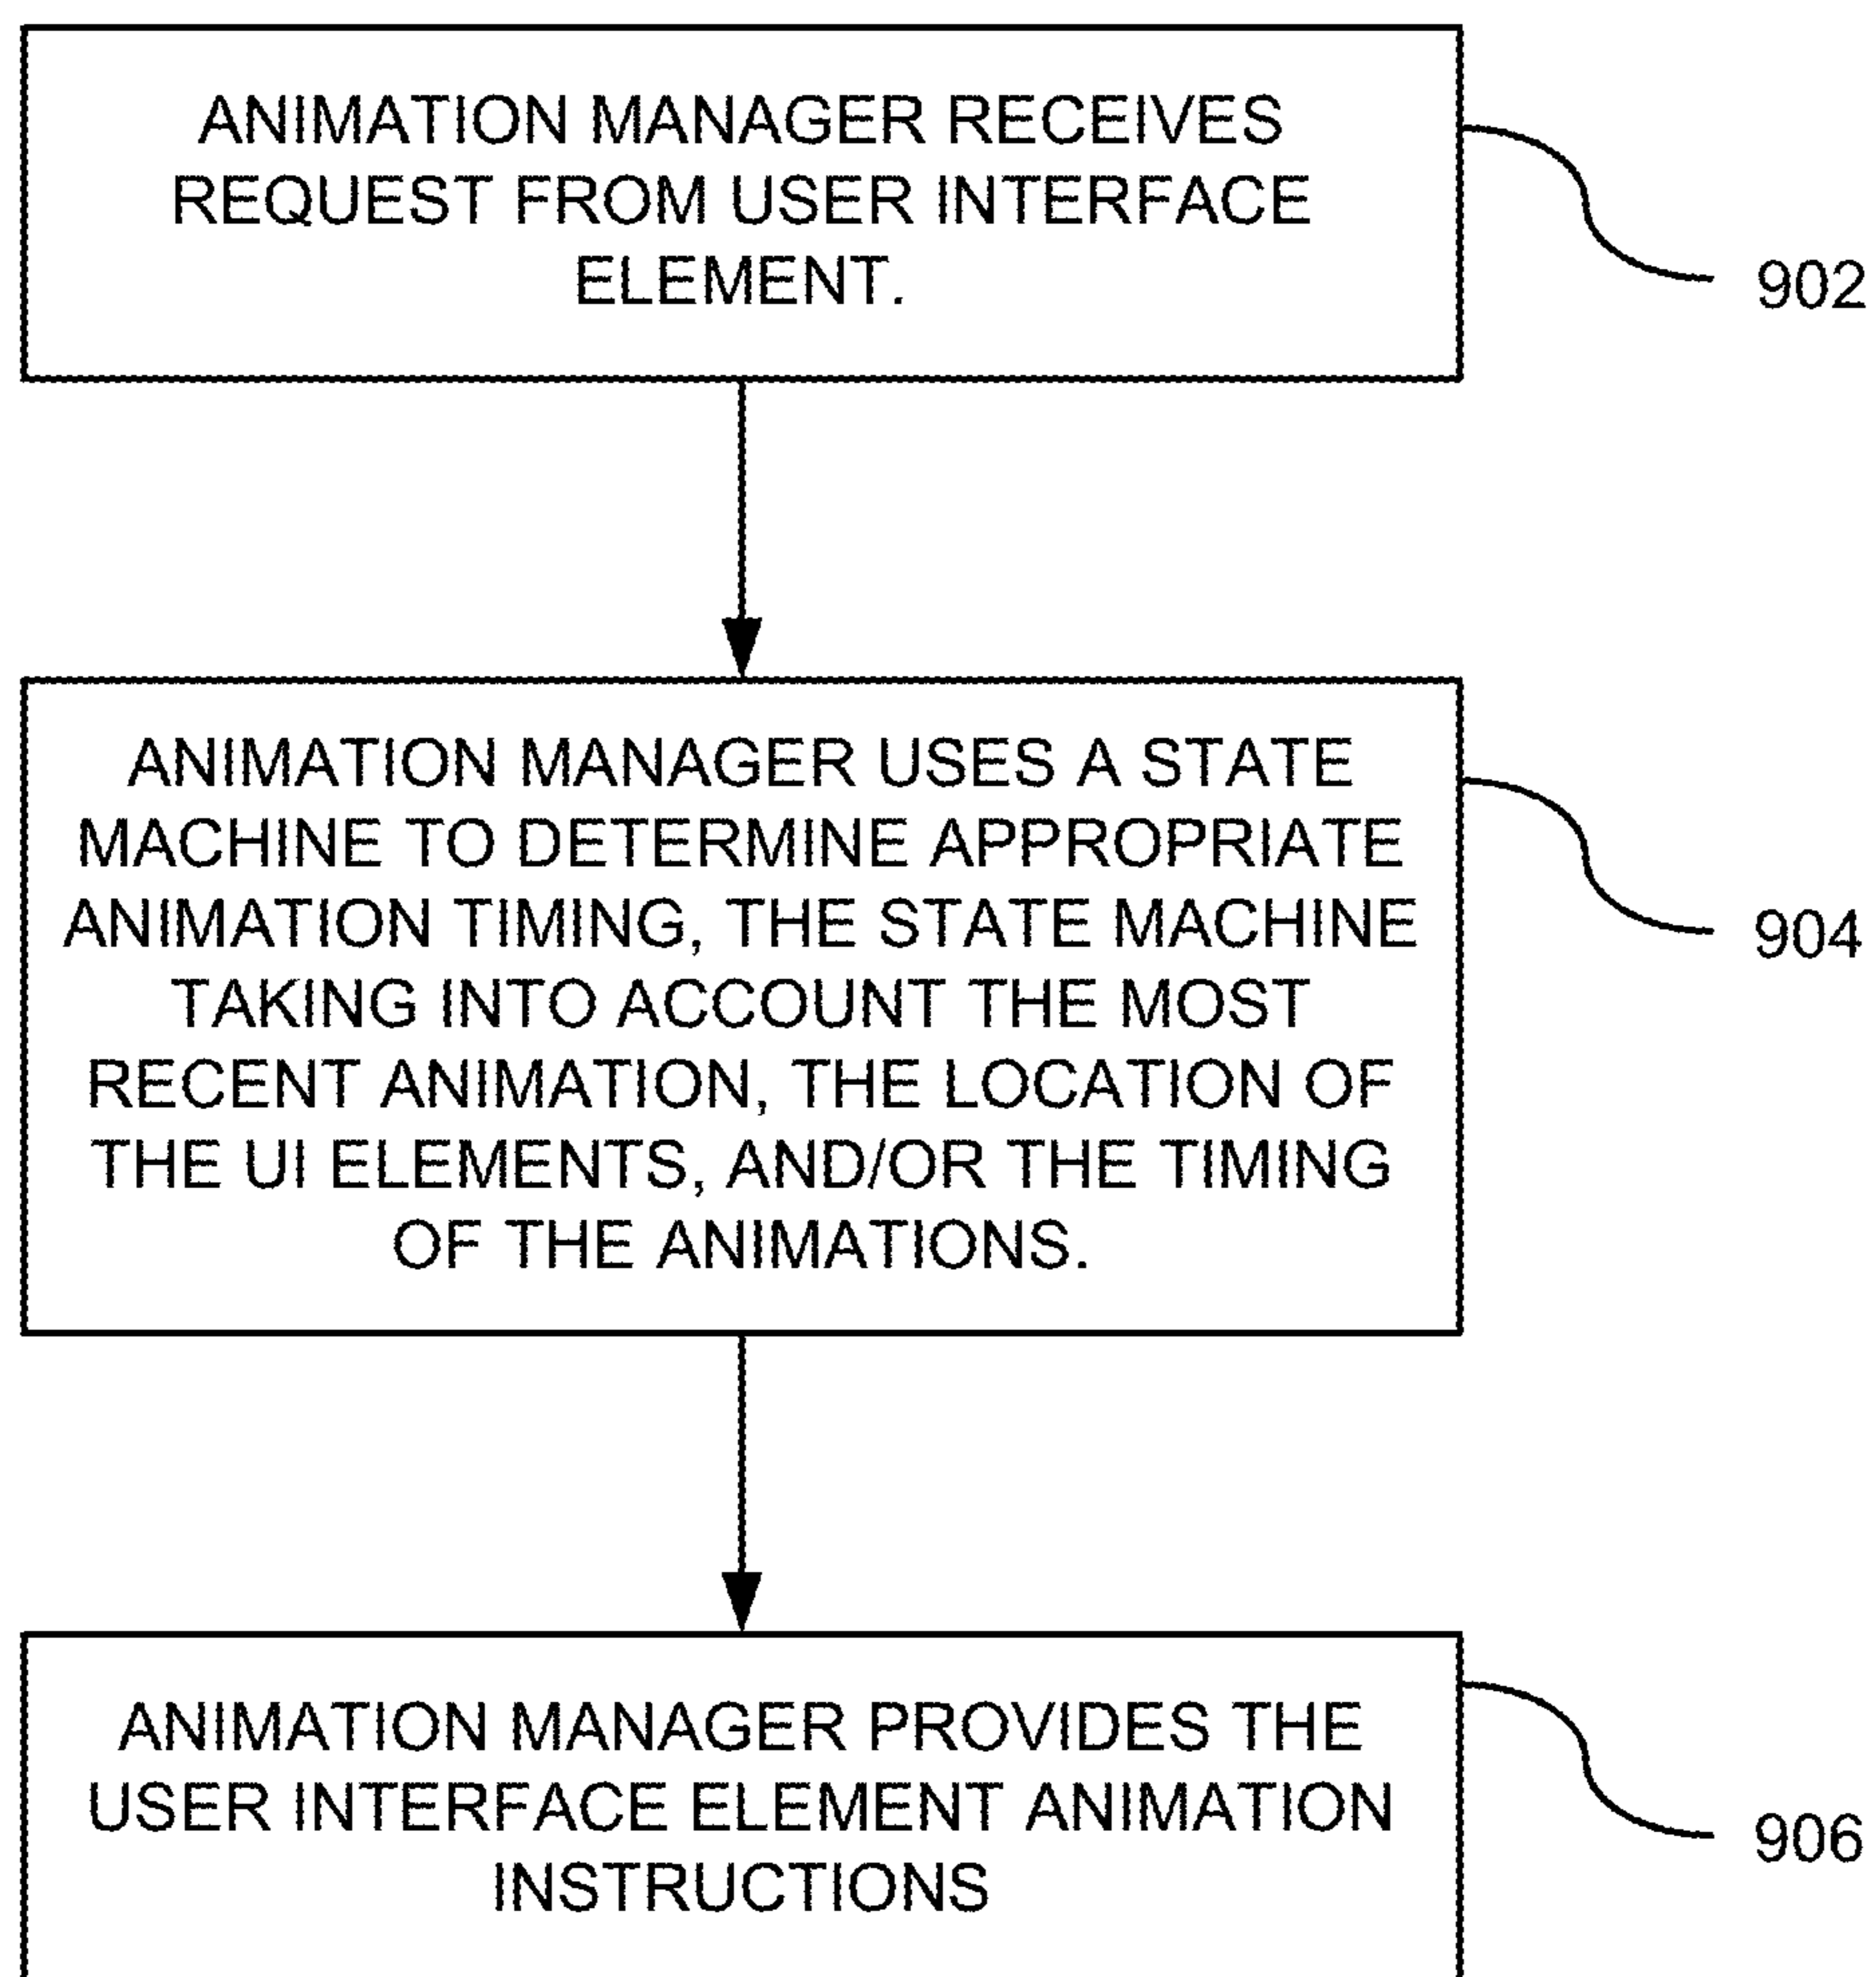 ANIMATION MANAGER RECEIVES
REQUEST FROM USER INTERFACE
ELEMENT.
902
ANIMATION MANAGER USES A STATE
MACHINE TO DETERMINE APPROPRIATE
ANIMATION TIMING, THE STATE MACHINE
TAKING INTO ACCOUNT THE MOST
RECENT ANIMATION, THE LOCATION OF
THE UI ELEMENTS, AND/OR THE TIMING
OF THE ANIMATIONS.
904
ANIMATION MANAGER PROVIDES THE
USER INTERFACE ELEMENT ANIMATION
INSTRUCTIONS
906